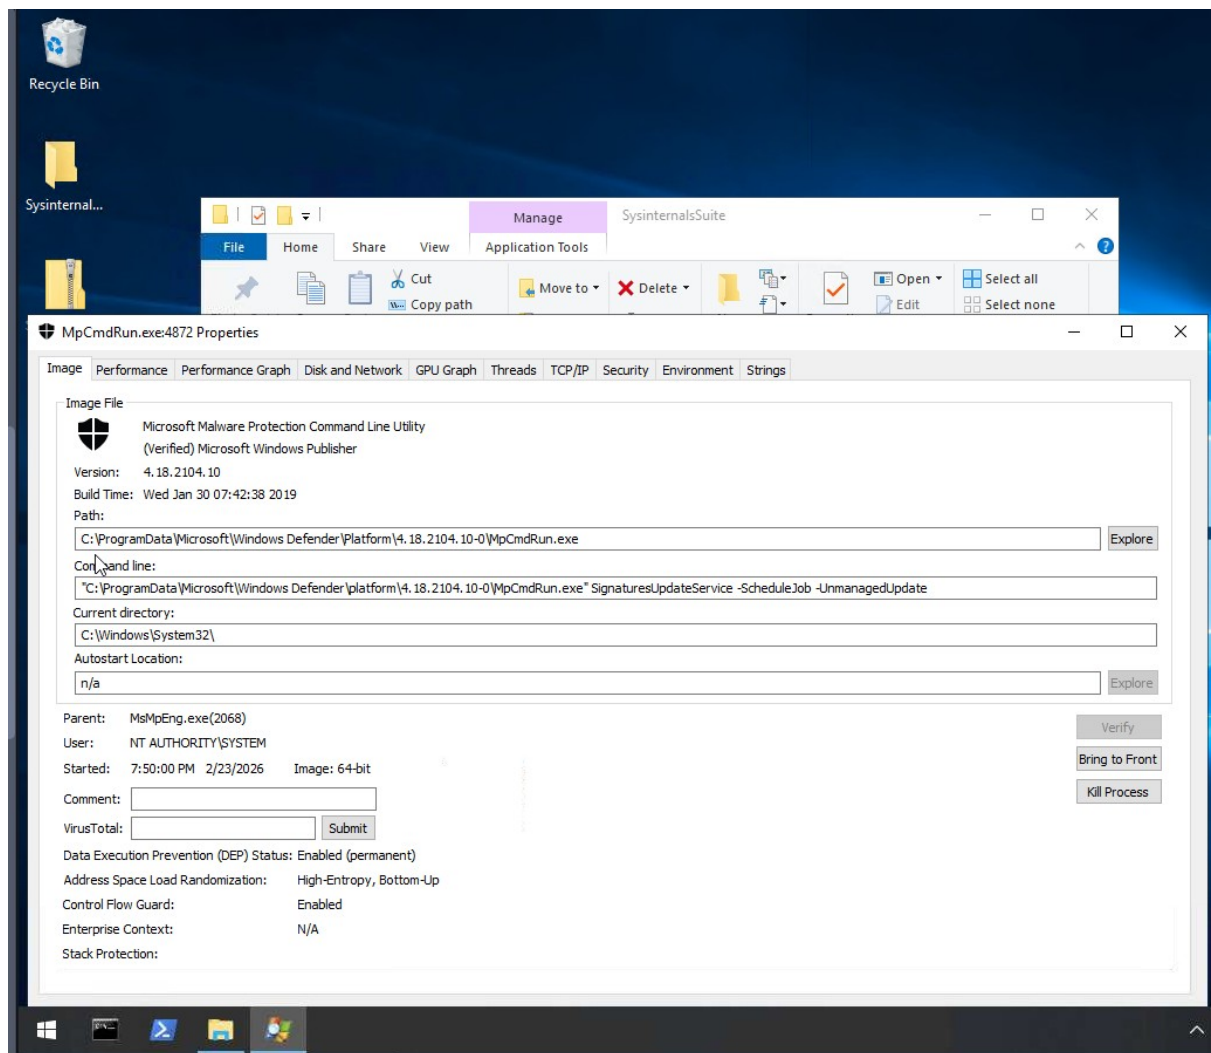 Recycle Bin
Sysinternal...
Manage
SysinternalsSuite
File
Home
Share
View
Application Tools
Cut
Copy path
Move to
Delete
Open
Edit
Select all
Select none
MpCmdRun.exe:4872 Properties
Image
Performance
Performance Graph
Disk and Network
GPU Graph
Threads
TCP/IP
Security
Environment
Strings
Image File
Microsoft Malware Protection Command Line Utility
(Verified) Microsoft Windows Publisher
Version: 4.18.2104.10
Build Time: Wed Jan 30 07:42:38 2019
Path:
C:\ProgramData\Microsoft\Windows Defender\Platform\4.18.2104.10-0\MpCmdRun.exe
Explore
Command line:
"C:\ProgramData\Microsoft\Windows Defender\platform\4.18.2104.10-0\MpCmdRun.exe" SignaturesUpdateService -ScheduleJob -UnmanagedUpdate
Current directory:
C:\Windows\System32\
Autostart Location:
n/a
Explore
Parent: MsMpEng.exe(2068)
Verify
User: NT AUTHORITY\SYSTEM
Started: 7:50:00 PM 2/23/2026 Image: 64-bit
Bring to Front
Comment:
Kill Process
VirusTotal:
Submit
Data Execution Prevention (DEP) Status: Enabled (permanent)
Address Space Load Randomization: High-Entropy, Bottom-Up
Control Flow Guard: Enabled
Enterprise Context: N/A
Stack Protection: